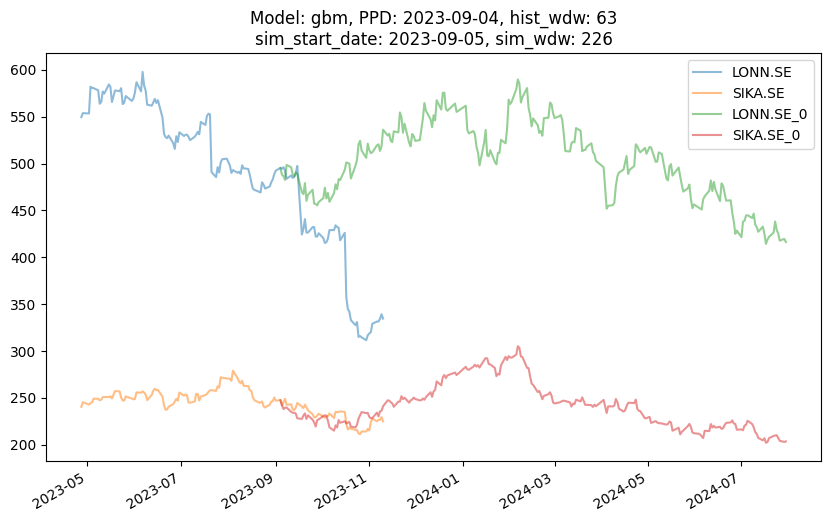 Model: gbm, PPD: 2023-09-04, hist_wdw: 63
sim_start_date: 2023-09-05, sim_wdw: 226
LONN.SE
SIKA.SE
LONN.SE_0
SIKA.SE_0
600
550
500
450
400
350
300
250
200
2023-05
2023-07
2023-09
2023-11
2024-01
2024-03
2024-05
2024-07